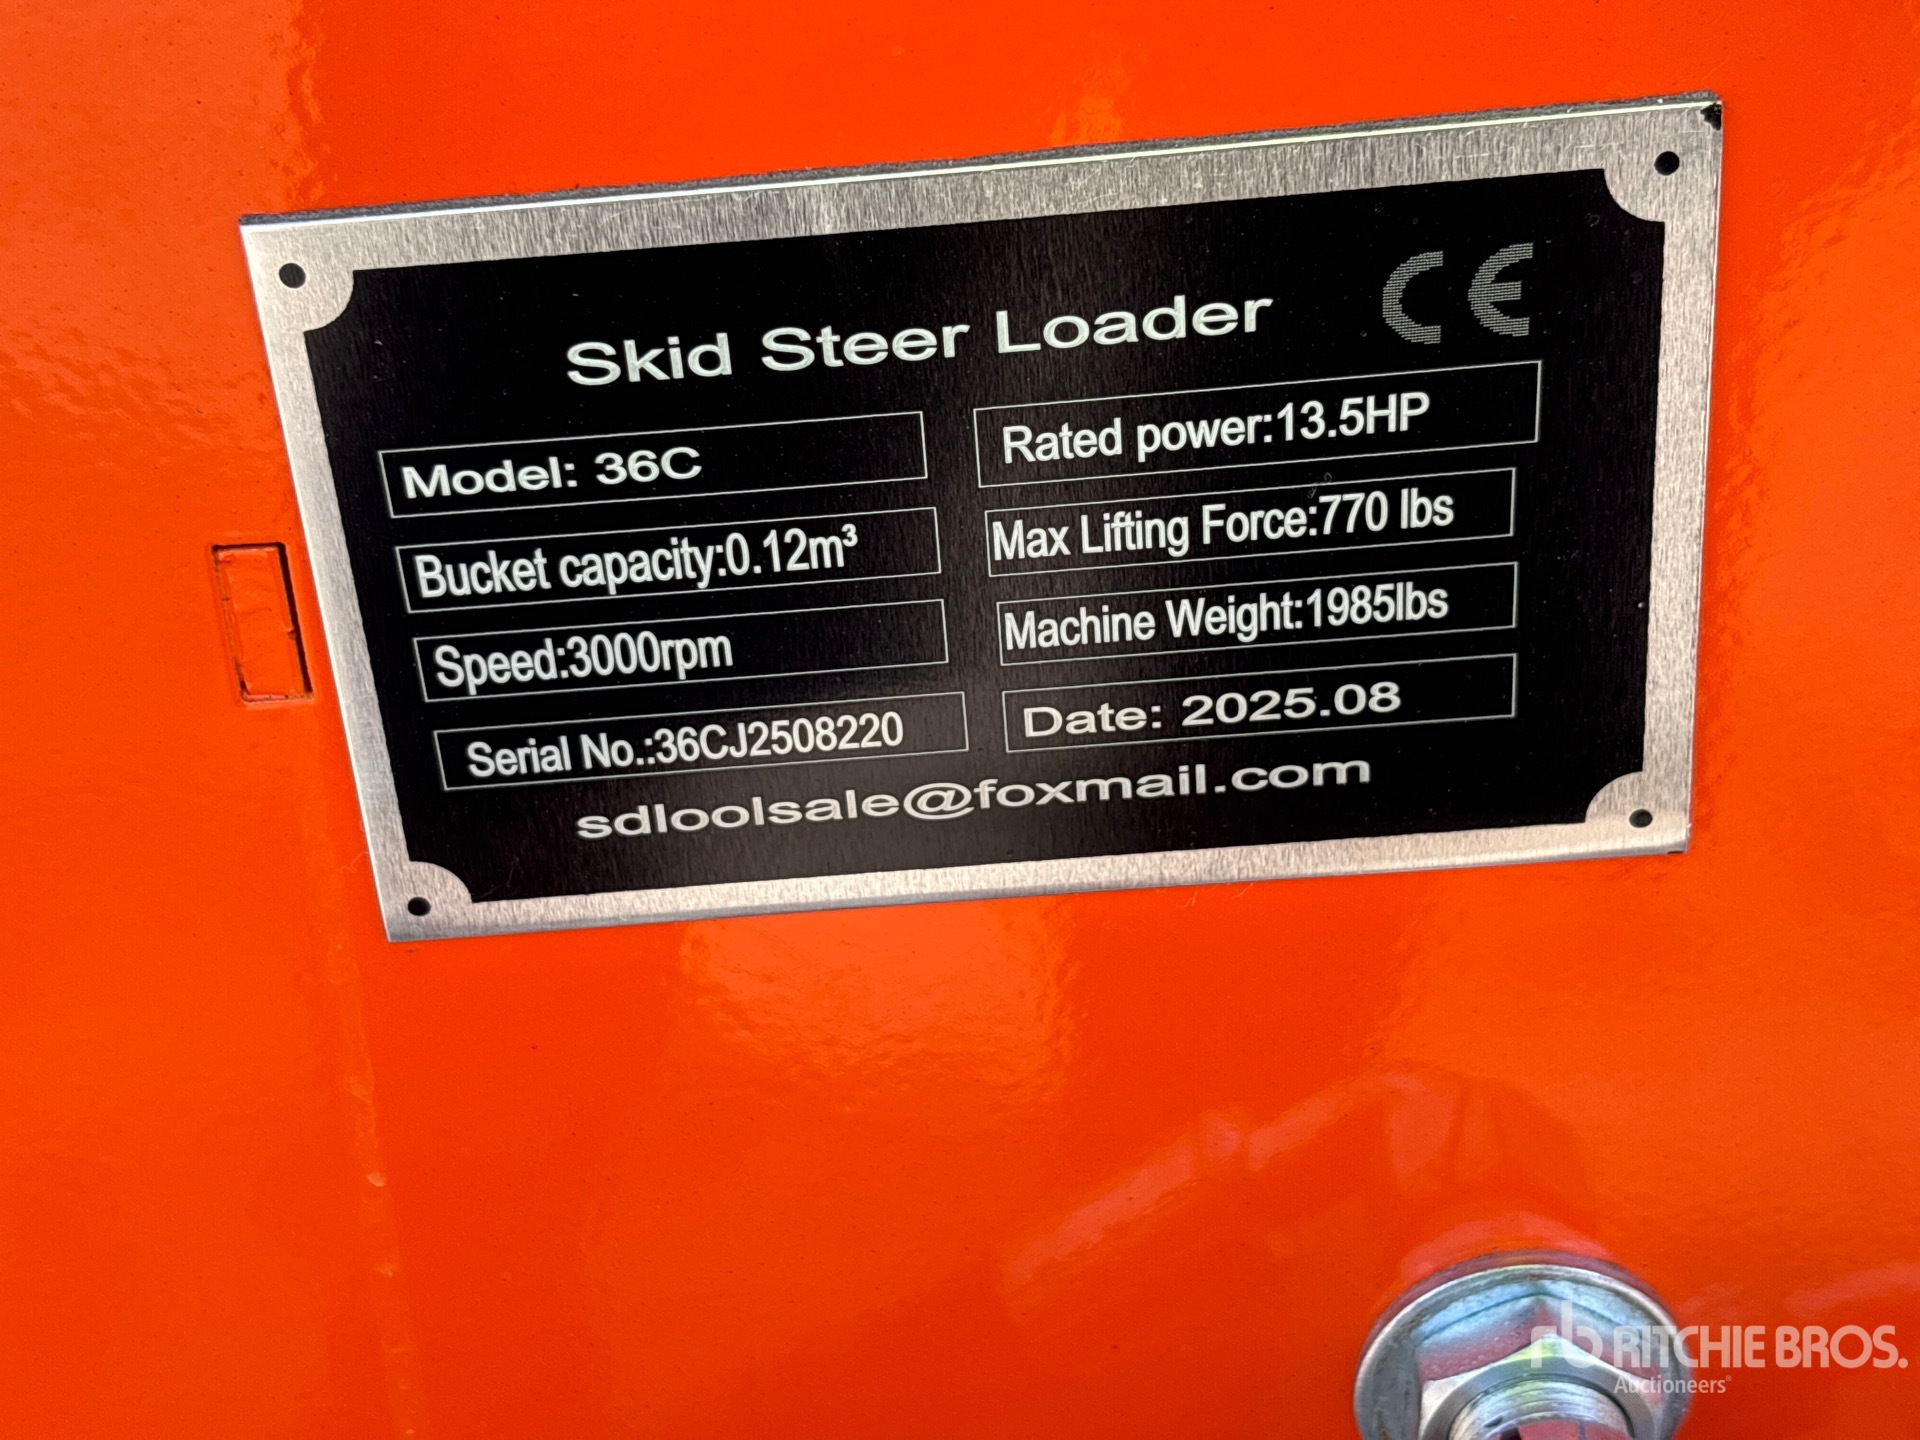 CE
Skid Steer Loader
Model: 36C
Rated power:13.5HP
Bucket capacity:0.12m³
Max Lifting Force:770 lbs
Speed:3000rpm
Machine Weight:1985lbs
Serial No.:36CJ2508220
Date: 2025.08
sdloolsale@foxmail.com
rb RITCHIE BROS.
Auctioneers®